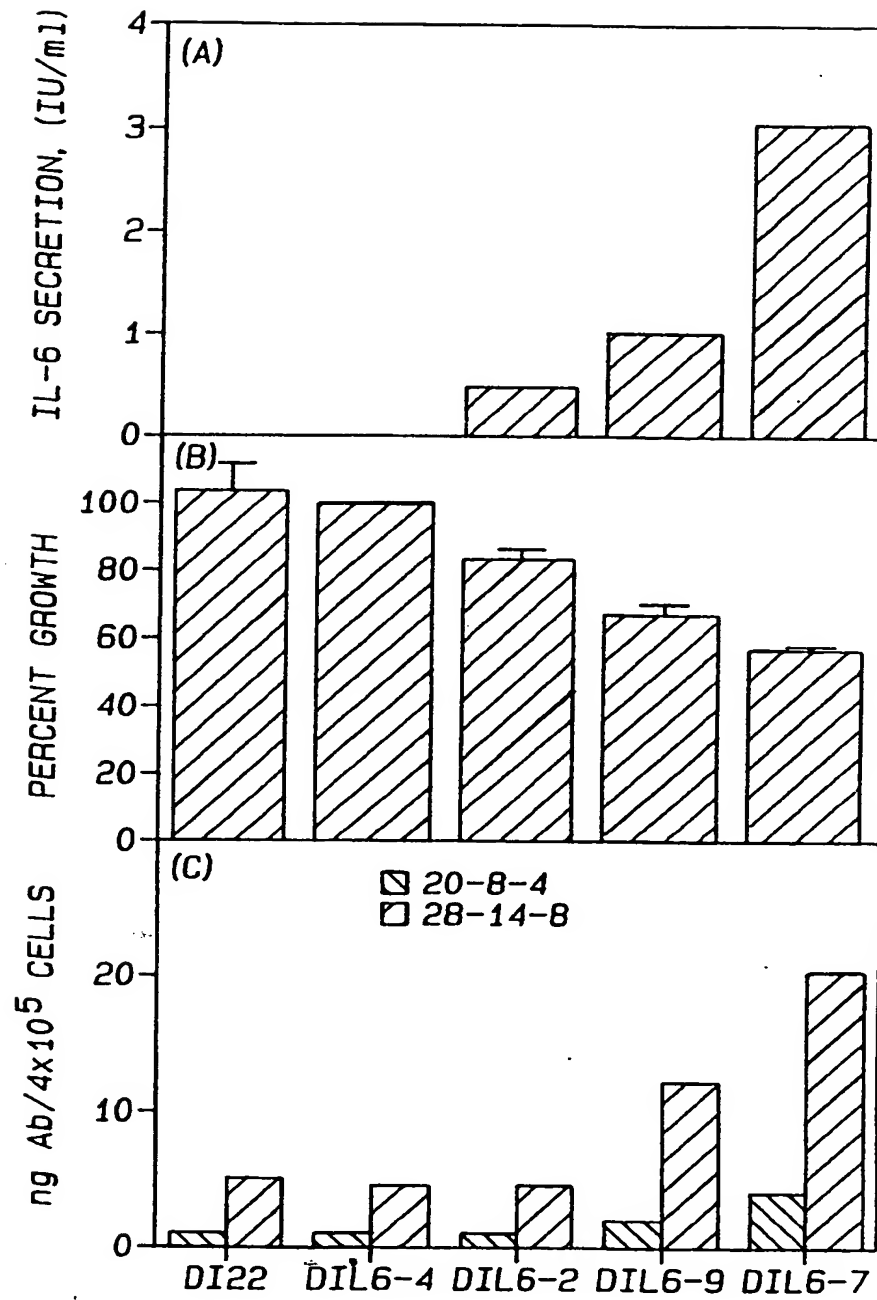 (A)
IL-6 SECRETION, (IU/ml)
4
3
2
1
0
(B)
PERCENT GROWTH
100
80
60
40
20
0
(C)
20-8-4
28-14-8
ng Ab/4x10⁵ CELLS
20
10
0
DI22 DIL6-4 DIL6-2 DIL6-9 DIL6-7